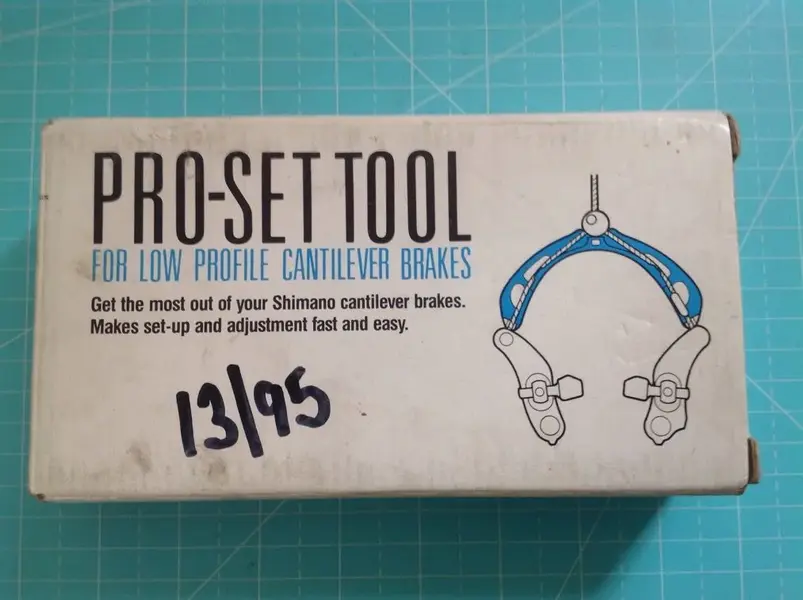 PRO-SET TOOL
FOR LOW PROFILE CANTILEVER BRAKES
Get the most out of your Shimano cantilever brakes.
Makes set-up and adjustment fast and easy.
13/95